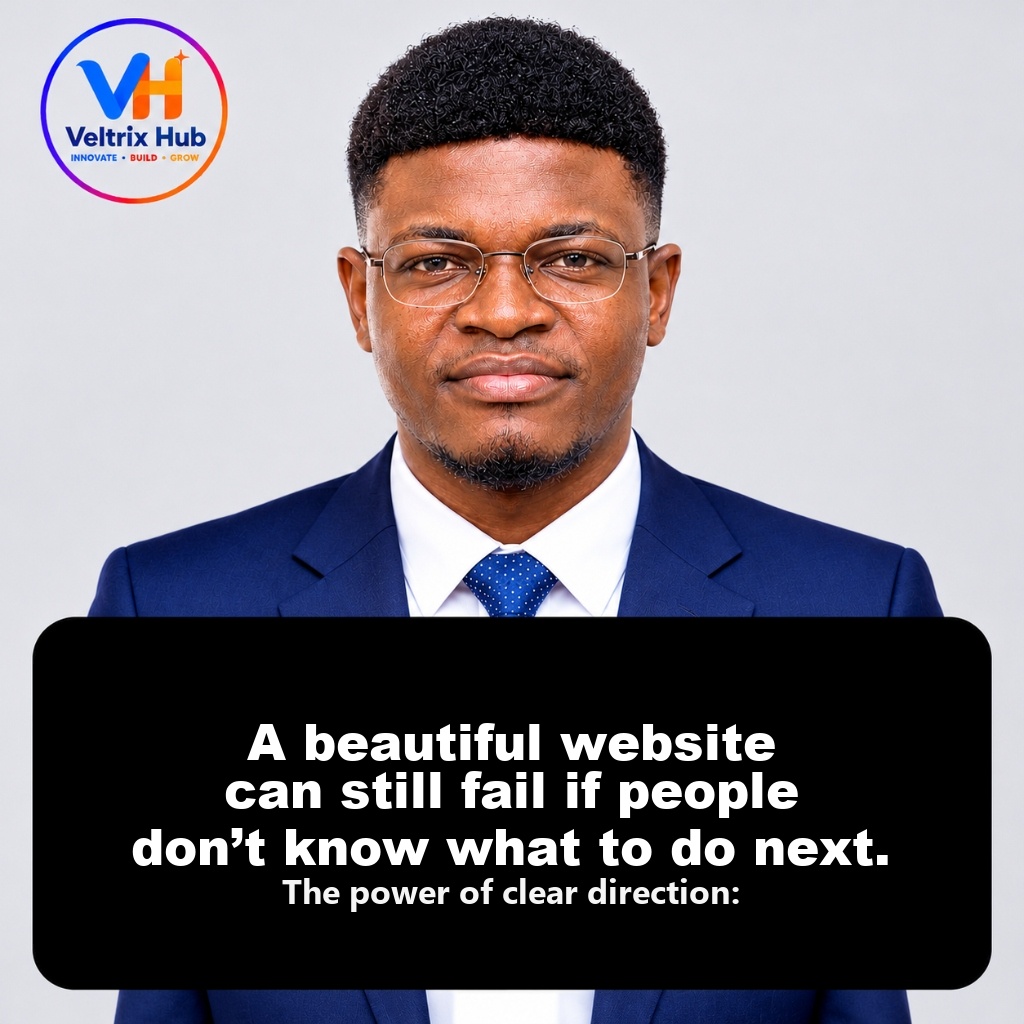 VH
Veltrix Hub
INNOVATE • BUILD • GROW
A beautiful website
can still fail if people
don’t know what to do next.
The power of clear direction: